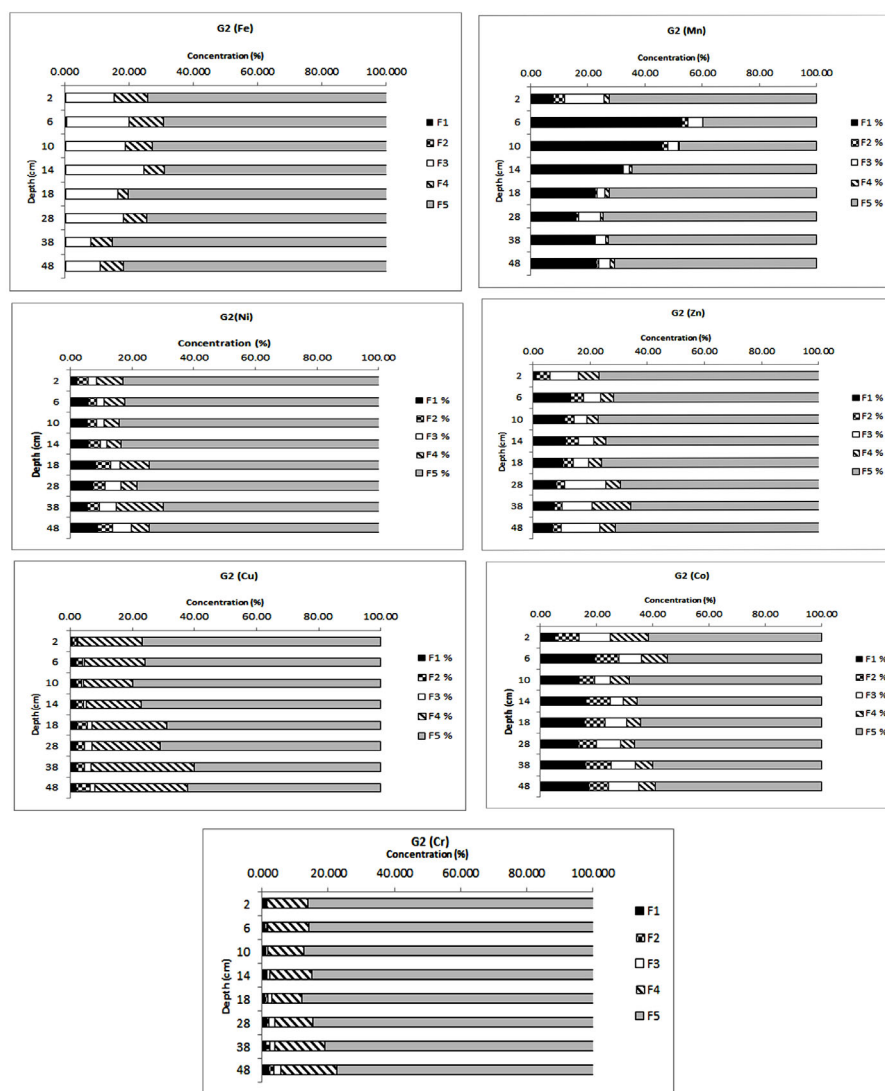 G2 (Fe)
Concentration (%)
0.000 20.000 40.000 60.000 80.000 100.000
Depth (cm)
2
6
10
14
18
28
38
48
F1
F2
F3
F4
F5
G2 (Mn)
Concentration (%)
0.00 20.00 40.00 60.00 80.00 100.00
Depth (cm)
2
6
10
14
18
28
38
48
F1 %
F2 %
F3 %
F4 %
F5 %
G2(Ni)
Concentration (%)
0.00 20.00 40.00 60.00 80.00 100.00
Depth (cm)
2
6
10
14
18
28
38
48
F1 %
F2 %
F3 %
F4 %
F5 %
G2 (Zn)
Concentration (%)
0.00 20.00 40.00 60.00 80.00 100.00
Depth (cm)
2
6
10
14
18
28
38
48
F1 %
F2 %
F3 %
F4 %
F5 %
G2 (Cu)
Concentration (%)
0.00 20.00 40.00 60.00 80.00 100.00
Depth (cm)
2
6
10
14
18
28
38
48
F1 %
F2 %
F3 %
F4 %
F5 %
G2 (Co)
Concentration (%)
0.00 20.00 40.00 60.00 80.00 100.00
Depth (cm)
2
6
10
14
18
28
38
48
F1 %
F2 %
F3 %
F4 %
F5 %
G2 (Cr)
Concentration (%)
0.000 20.000 40.000 60.000 80.000 100.000
Depth (cm)
2
6
10
14
18
28
38
48
F1
F2
F3
F4
F5